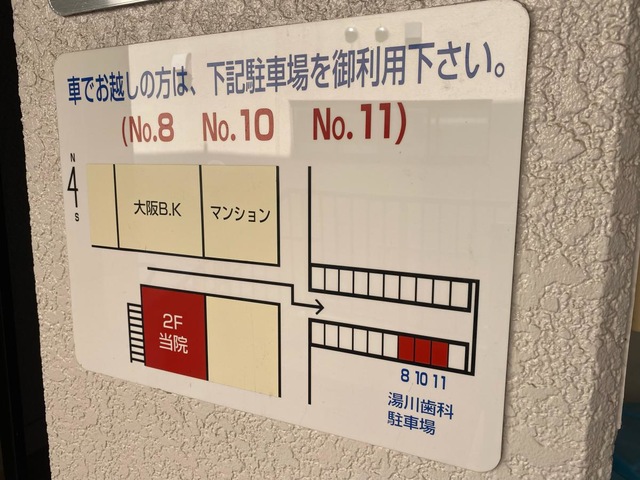 車でお越しの方は、下記駐車場を御利用下さい。
(No.8 No.10 No.11)
N
S
大阪B.K
マンション
2F
当院
8 10 11
湯川歯科
駐車場